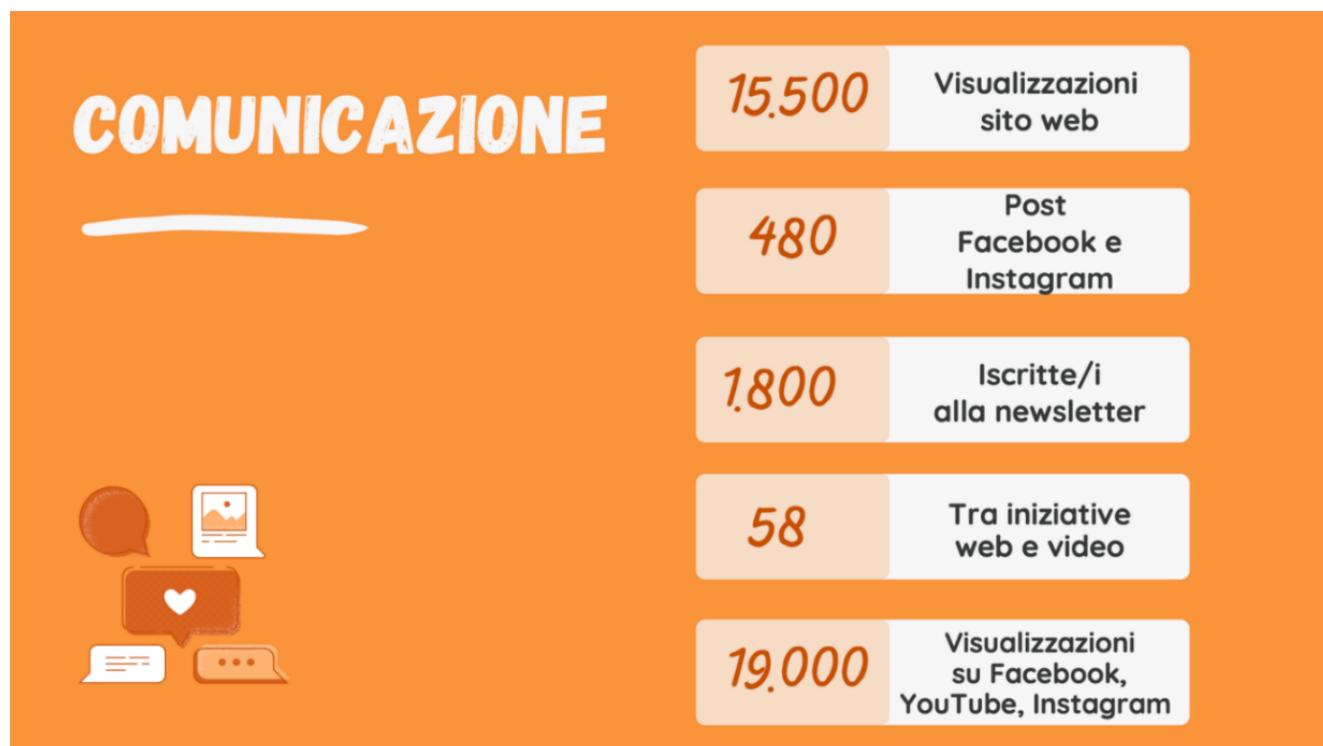 COMUNICAZIONE
15.500
Visualizzazioni
sito web
480
Post
Facebook e
Instagram
1.800
Iscritte/i
alla newsletter
58
Tra iniziative
web e video
19.000
Visualizzazioni
su Facebook,
YouTube, Instagram